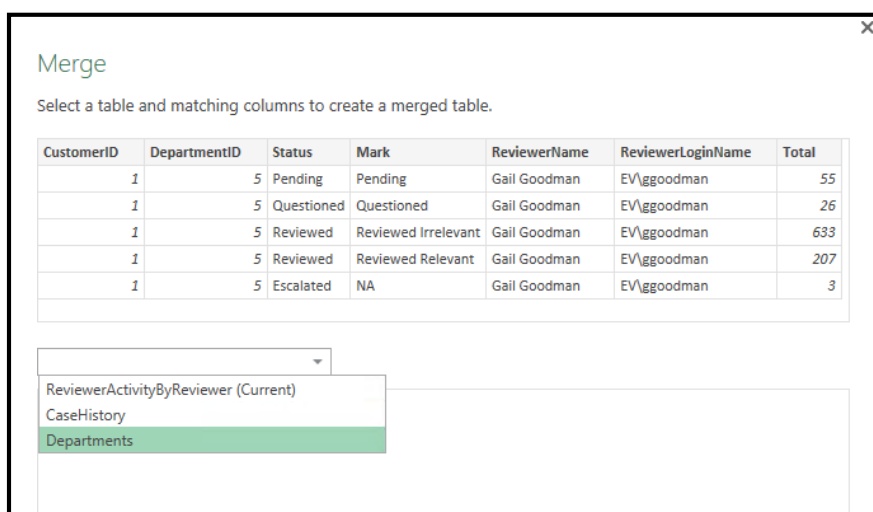 Merge
Select a table and matching columns to create a merged table.
CustomerID DepartmentID Status Mark ReviewerName ReviewerLoginName Total
1 5 Pending Pending Gail Goodman EV\ggoodman 55
1 5 Questioned Questioned Gail Goodman EV\ggoodman 26
1 5 Reviewed Reviewed Irrelevant Gail Goodman EV\ggoodman 633
1 5 Reviewed Reviewed Relevant Gail Goodman EV\ggoodman 207
1 5 Escalated NA Gail Goodman EV\ggoodman 3
ReviewerActivityByReviewer (Current)
CaseHistory
Departments